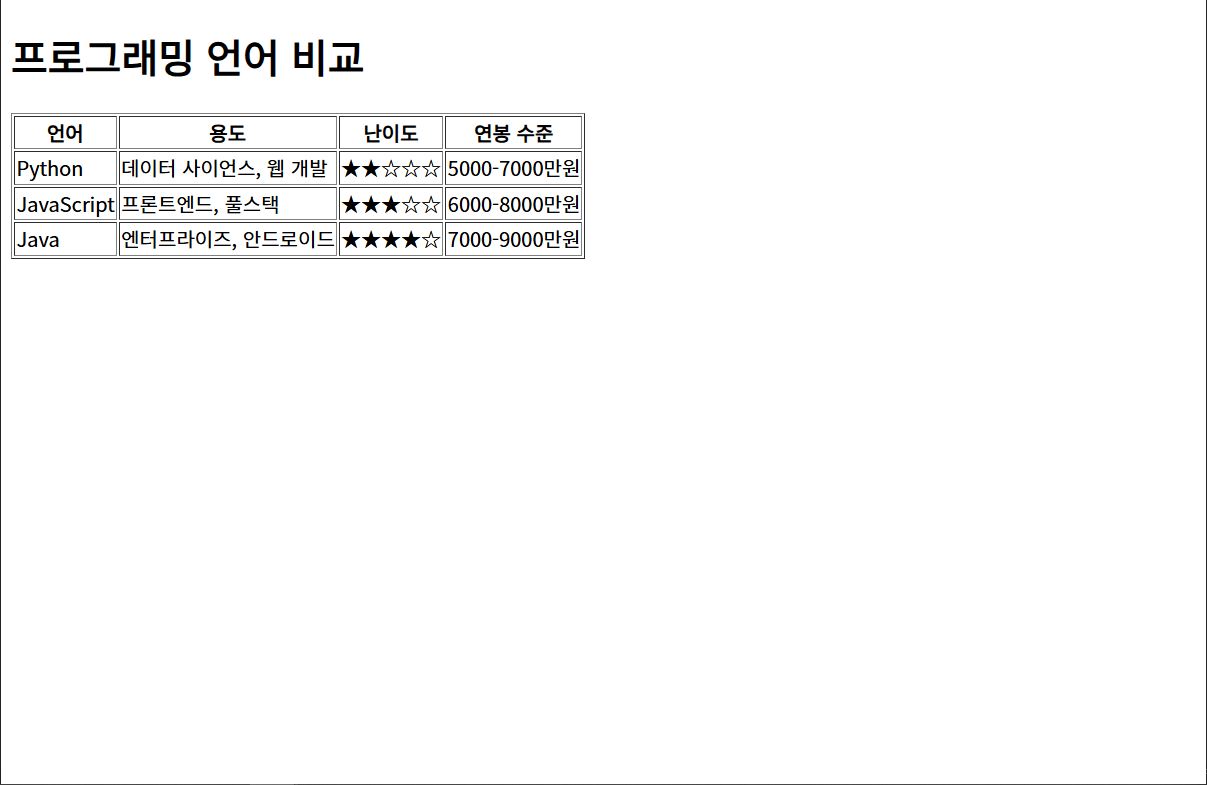 프로그래밍 언어 비교
언어 용도 난이도 연봉 수준
Python 데이터 사이언스, 웹 개발 ★★☆☆☆ 5000-7000만원
JavaScript 프론트엔드, 풀스택 ★★★☆☆ 6000-8000만원
Java 엔터프라이즈, 안드로이드 ★★★★☆ 7000-9000만원